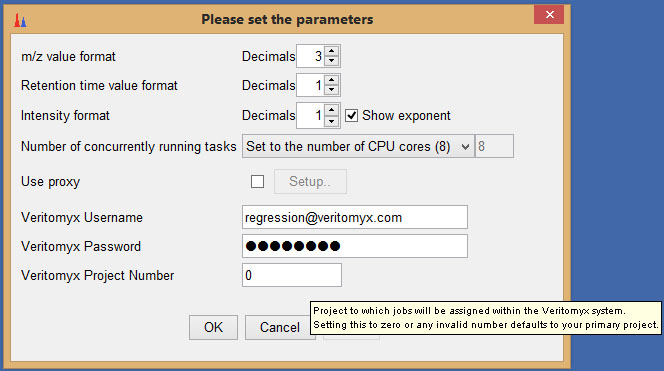 Please set the parameters
m/z value format Decimals 3
Retention time value format Decimals 1
Intensity format Decimals 1 Show exponent
Number of concurrently running tasks Set to the number of CPU cores (8) 8
Use proxy Setup..
Veritomyx Username regression@veritomyx.com
Veritomyx Password ●●●●●●●●
Veritomyx Project Number 0
Project to which jobs will be assigned within the Veritomyx system.
Setting this to zero or any invalid number defaults to your primary project.
OK Cancel